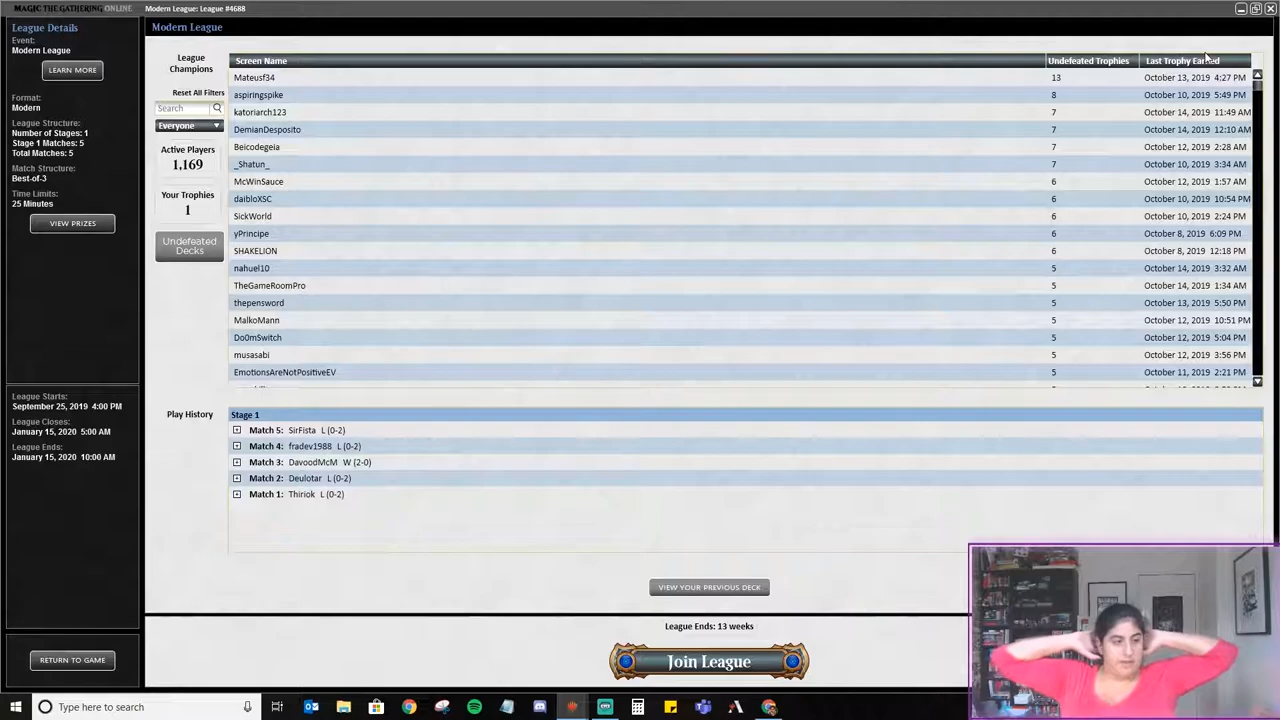 MAGIC THE GATHERING ONLINE
Modern League: League #4688
League Details
Event:
Modern League
LEARN MORE
Format:
Modern
League Structure:
Number of Stages: 1
Stage 1 Matches: 5
Total Matches: 5
Match Structure:
Best-of-3
Time Limits:
25 Minutes
VIEW PRIZES
League Starts:
September 25, 2019 4:00 PM
League Closes:
January 15, 2020 5:00 AM
League Ends:
January 15, 2020 10:00 AM
RETURN TO GAME
Modern League
League
Champions
Reset All Filters
Search
Everyone
Active Players
1,169
Your Trophies
1
Undefeated
Decks
Screen Name Undefeated Trophies Last Trophy Earned
Mateusf34 13 October 13, 2019 4:27 PM
aspiringspike 8 October 10, 2019 5:49 PM
katoriarch123 7 October 14, 2019 11:49 AM
DemianDesposito 7 October 14, 2019 12:10 AM
Beicodegeia 7 October 12, 2019 2:28 AM
_Shatun_ 7 October 10, 2019 3:34 AM
McWinSauce 6 October 12, 2019 1:57 AM
daibloXSC 6 October 10, 2019 10:54 PM
SickWorld 6 October 10, 2019 2:24 PM
yPrincipe 6 October 8, 2019 6:09 PM
SHAKELION 6 October 8, 2019 12:18 PM
nahuel10 5 October 14, 2019 3:32 AM
TheGameRoomPro 5 October 14, 2019 1:34 AM
thepensword 5 October 13, 2019 5:50 PM
MalkoMann 5 October 12, 2019 10:51 PM
Do0mSwitch 5 October 12, 2019 5:04 PM
musasabi 5 October 12, 2019 3:56 PM
EmotionsAreNotPositiveEV 5 October 11, 2019 2:21 PM
Play History
Stage 1
Match 5: SirFista L (0-2)
Match 4: fradev1988 L (0-2)
Match 3: DavoodMcM W (2-0)
Match 2: Deulotar L (0-2)
Match 1: Thiriok L (0-2)
VIEW YOUR PREVIOUS DECK
League Ends: 13 weeks
Join League
Type here to search